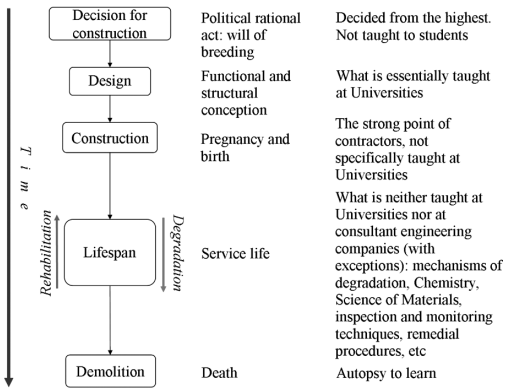 Decision for
construction
Political rational
act: will of
breeding
Decided from the highest.
Not taught to students
Design
Functional and
structural
conception
What is essentially taught
at Universities
Construction
Pregnancy and
birth
The strong point of
contractors, not
specifically taught at
Universities
Time
Rehabilitation
Lifespan
Degradation
Service life
What is neither taught at
Universities nor at
consultant engineering
companies (with
exceptions): mechanisms of
degradation, Chemistry,
Science of Materials,
inspection and monitoring
techniques, remedial
procedures, etc
Demolition
Death
Autopsy to learn